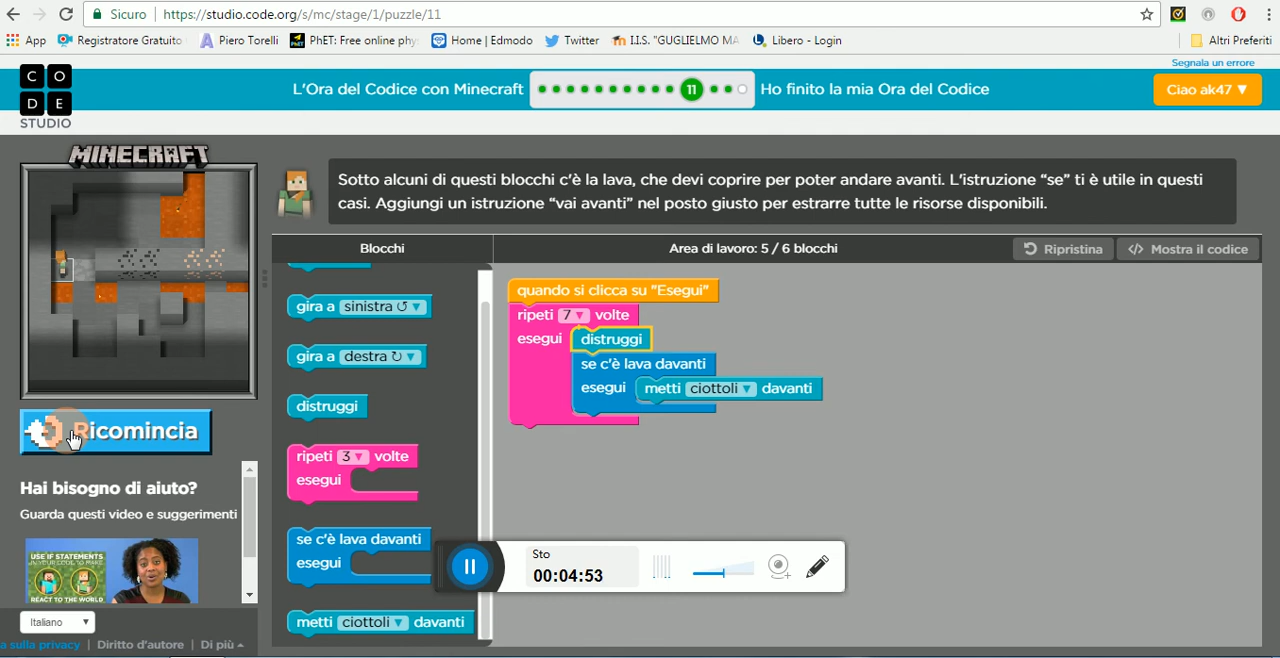 Sicuro | https://studio.code.org/s/mc/stage/1/puzzle/11
App Registratore Gratuito Piero Torelli PhET: Free online phy Home | Edmodo Twitter I.I.S. "GUGLIELMO MA Libero - Login Altri Preferiti
Segnala un errore
C O D E
STUDIO
L'Ora del Codice con Minecraft 11 Ho finito la mia Ora del Codice
Ciao ak47 ▼
MINECRAFT
Sotto alcuni di questi blocchi c'è la lava, che devi coprire per poter andare avanti. L'istruzione “se” ti è utile in questi
casi. Aggiungi un istruzione “vai avanti” nel posto giusto per estrarre tutte le risorse disponibili.
Blocchi
Area di lavoro: 5 / 6 blocchi
Ripristina
</> Mostra il codice
gira a sinistra ↺ ▼
gira a destra ↻ ▼
distruggi
ripeti 3 ▼ volte
esegui
se c'è lava davanti
esegui
metti ciottoli ▼ davanti
quando si clicca su "Esegui"
ripeti 7 ▼ volte
esegui distruggi
se c'è lava davanti
esegui metti ciottoli ▼ davanti
Ricomincia
Hai bisogno di aiuto?
Guarda questi video e suggerimenti
USE IF STATEMENTS
REACT TO THE WORLD
Sto
00:04:53
Italiano ▼
a sulla privacy | Diritto d'autore | Di più